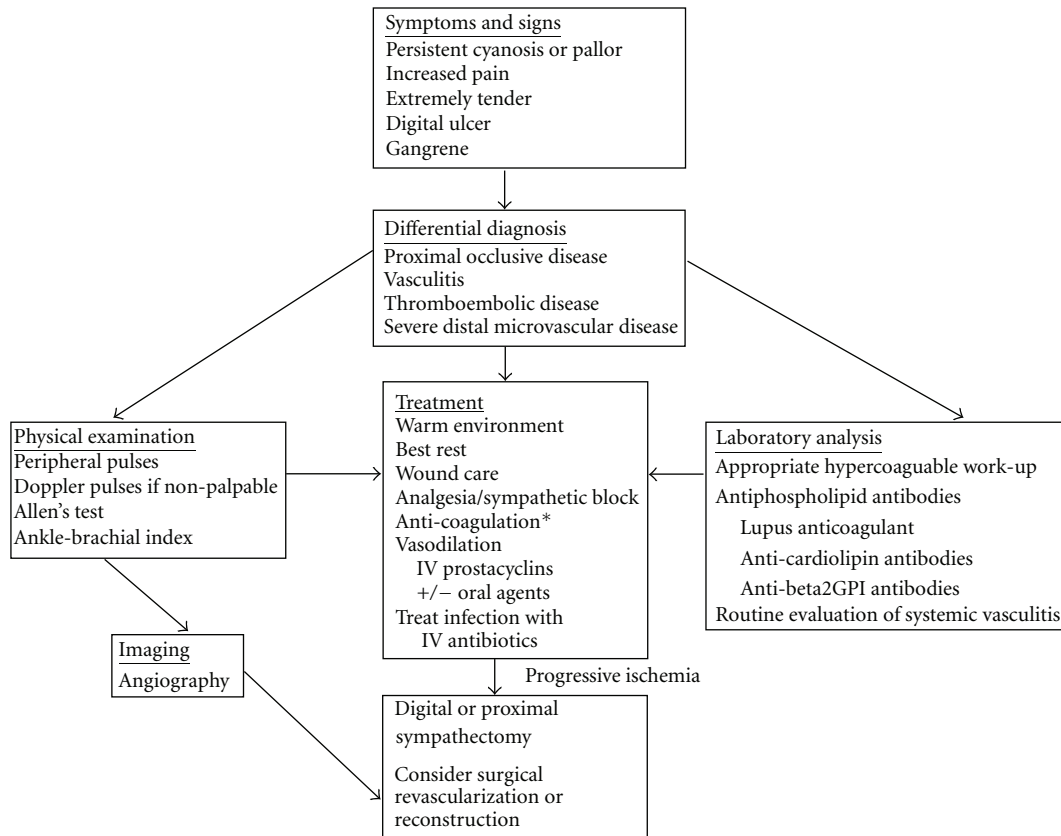 Symptoms and signs
Persistent cyanosis or pallor
Increased pain
Extremely tender
Digital ulcer
Gangrene
Differential diagnosis
Proximal occlusive disease
Vasculitis
Thromboembolic disease
Severe distal microvascular disease
Physical examination
Peripheral pulses
Doppler pulses if non-palpable
Allen's test
Ankle-brachial index
Treatment
Warm environment
Best rest
Wound care
Analgesia/sympathetic block
Anti-coagulation*
Vasodilation
IV prostacyclins
+/− oral agents
Treat infection with
IV antibiotics
Laboratory analysis
Appropriate hypercoaguable work-up
Antiphospholipid antibodies
Lupus anticoagulant
Anti-cardiolipin antibodies
Anti-beta2GPI antibodies
Routine evaluation of systemic vasculitis
Imaging
Angiography
Progressive ischemia
Digital or proximal
sympathectomy
Consider surgical
revascularization or
reconstruction